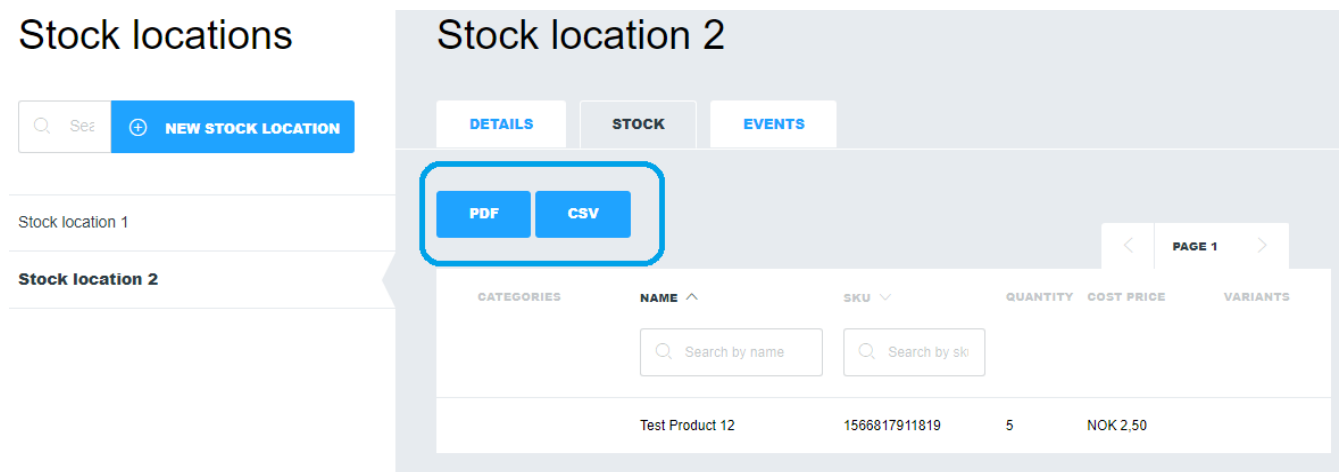 Stock locations
Sea
NEW STOCK LOCATION
Stock location 1
Stock location 2
Stock location 2
DETAILS STOCK EVENTS
PDF CSV
PAGE 1
CATEGORIES NAME SKU QUANTITY COST PRICE VARIANTS
Search by name Search by sk
Test Product 12 1566817911819 5 NOK 2,50